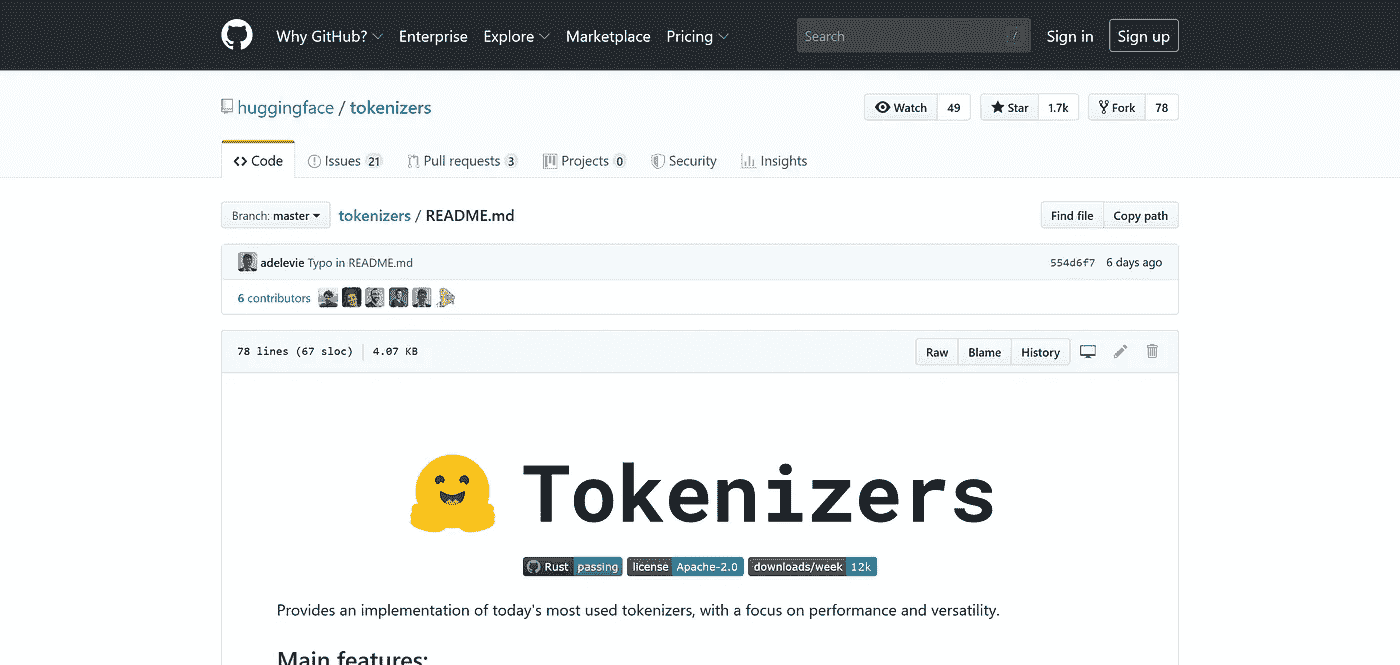 Why GitHub? Enterprise Explore Marketplace Pricing Search / Sign in Sign up
huggingface / tokenizers Watch 49 Star 1.7k Fork 78
Code Issues 21 Pull requests 3 Projects 0 Security Insights
Branch: master tokenizers / README.md Find file Copy path
adelevie Typo in README.md 554d6f7 6 days ago
6 contributors
78 lines (67 sloc) 4.07 KB Raw Blame History
Tokenizers
Rust passing license Apache-2.0 downloads/week 12k
Provides an implementation of today's most used tokenizers, with a focus on performance and versatility.
Main features: